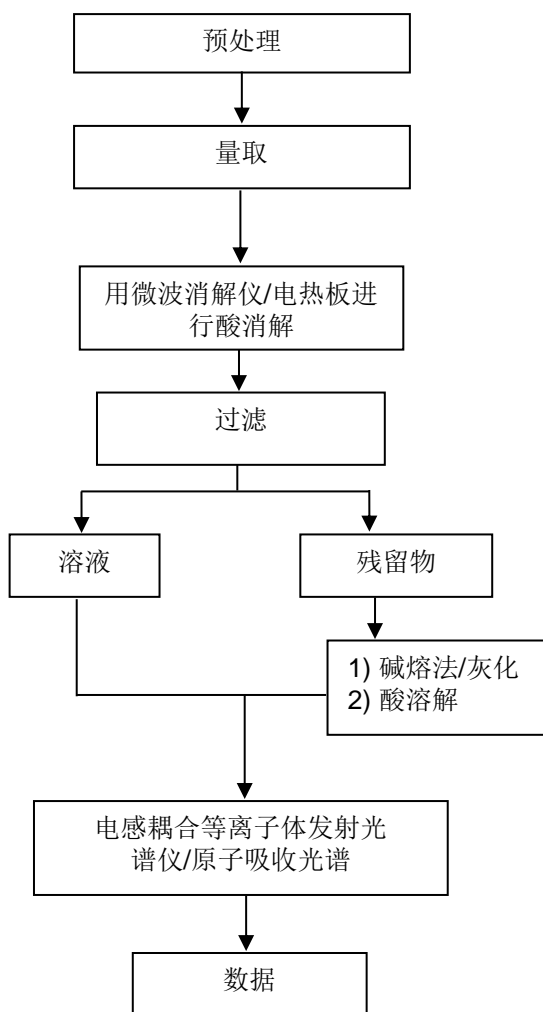 预处理
量取
用微波消解仪/电热板进
行酸消解
过滤
溶液
残留物
1) 碱熔法/灰化
2) 酸溶解
电感耦合等离子体发射光
谱仪/原子吸收光谱
数据